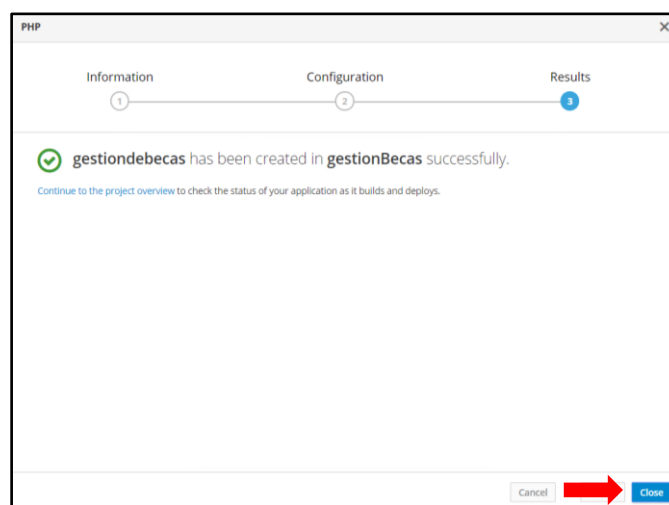 PHP ×
Information Configuration Results
1 2 3
gestiondebecas has been created in gestionBecas successfully.
Continue to the project overview to check the status of your application as it builds and deploys.
Cancel Close